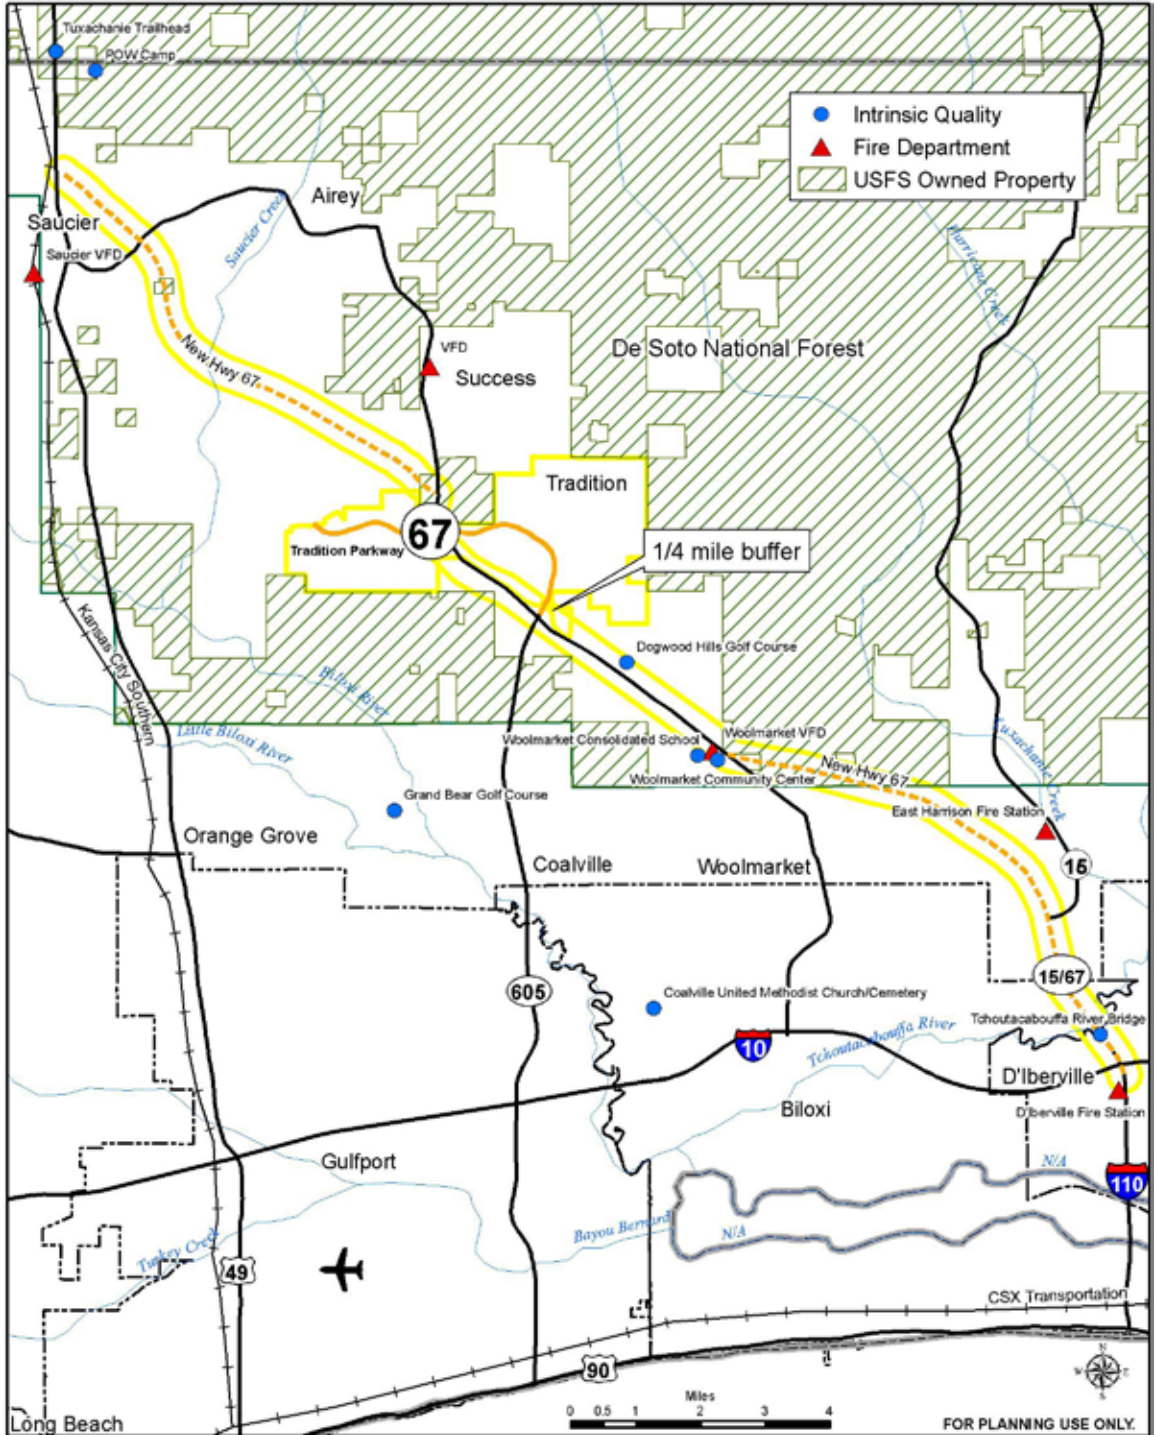 Tuxachanie Trailhead
POW Camp
Intrinsic Quality
Fire Department
USFS Owned Property
Airey
Saucier
Saucier Creek
Saucier VFD
Hurricane Creek
New Hwy 67
VFD
Success
De Soto National Forest
Tradition
67
Tradition Parkway
1/4 mile buffer
Kansas City Southern
Dogwood Hills Golf Course
Biloxi River
Little Biloxi River
Woolmarket VFD
Woolmarket Consolidated School
Woolmarket Community Center
New Hwy 67
Tuxachanie Creek
Grand Bear Golf Course
East Harrison Fire Station
Orange Grove
Coalville
Woolmarket
15
15/67
605
Coalville United Methodist Church/Cemetery
Tchoutacabouffa River Bridge
10
Tchoutacabouffa River
D'Iberville
Biloxi
D'Iberville Fire Station
Gulfport
N/A
110
Bayou Bernard
N/A
Turkey Creek
49
CSX Transportation
90
N
W
E
S
Miles
0 0.5 1 2 3 4
Long Beach
FOR PLANNING USE ONLY.